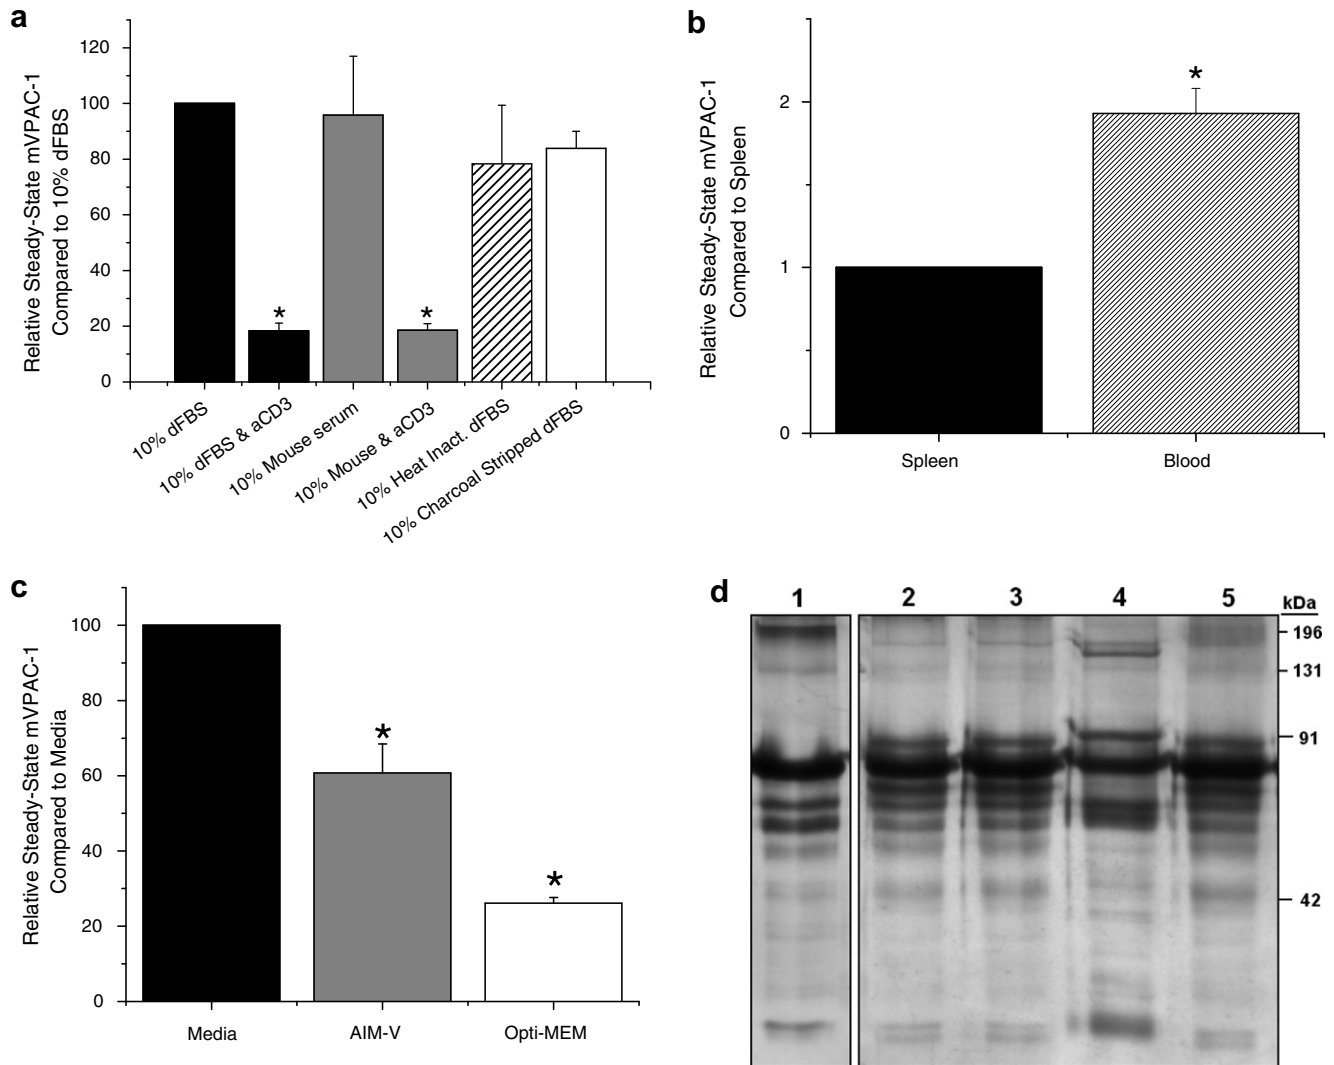 a
Relative Steady-State mVPAC-1
Compared to 10% dFBS
120
100
80
60
40
20
0
*
*
10% dFBS
10% dFBS & aCD3
10% Mouse serum
10% Mouse & aCD3
10% Heat Inact. dFBS
10% Charcoal Stripped dFBS
b
Relative Steady-State mVPAC-1
Compared to Spleen
2
1
0
*
Spleen
Blood
c
Relative Steady-State mVPAC-1
Compared to Media
100
80
60
40
20
0
*
*
Media
AIM-V
Opti-MEM
d
1 2 3 4 5 kDa
196
131
91
42